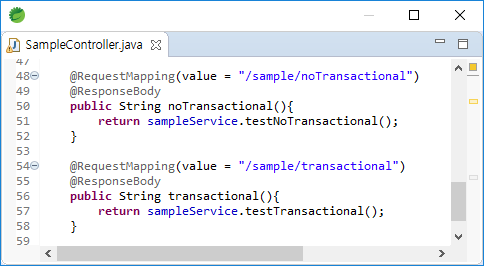 SampleController.java
47
48 @RequestMapping(value = "/sample/noTransactional")
49 @ResponseBody
50 public String noTransactional(){
51 return sampleService.testNoTransactional();
52 }
53
54 @RequestMapping(value = "/sample/transactional")
55 @ResponseBody
56 public String transactional(){
57 return sampleService.testTransactional();
58 }
59